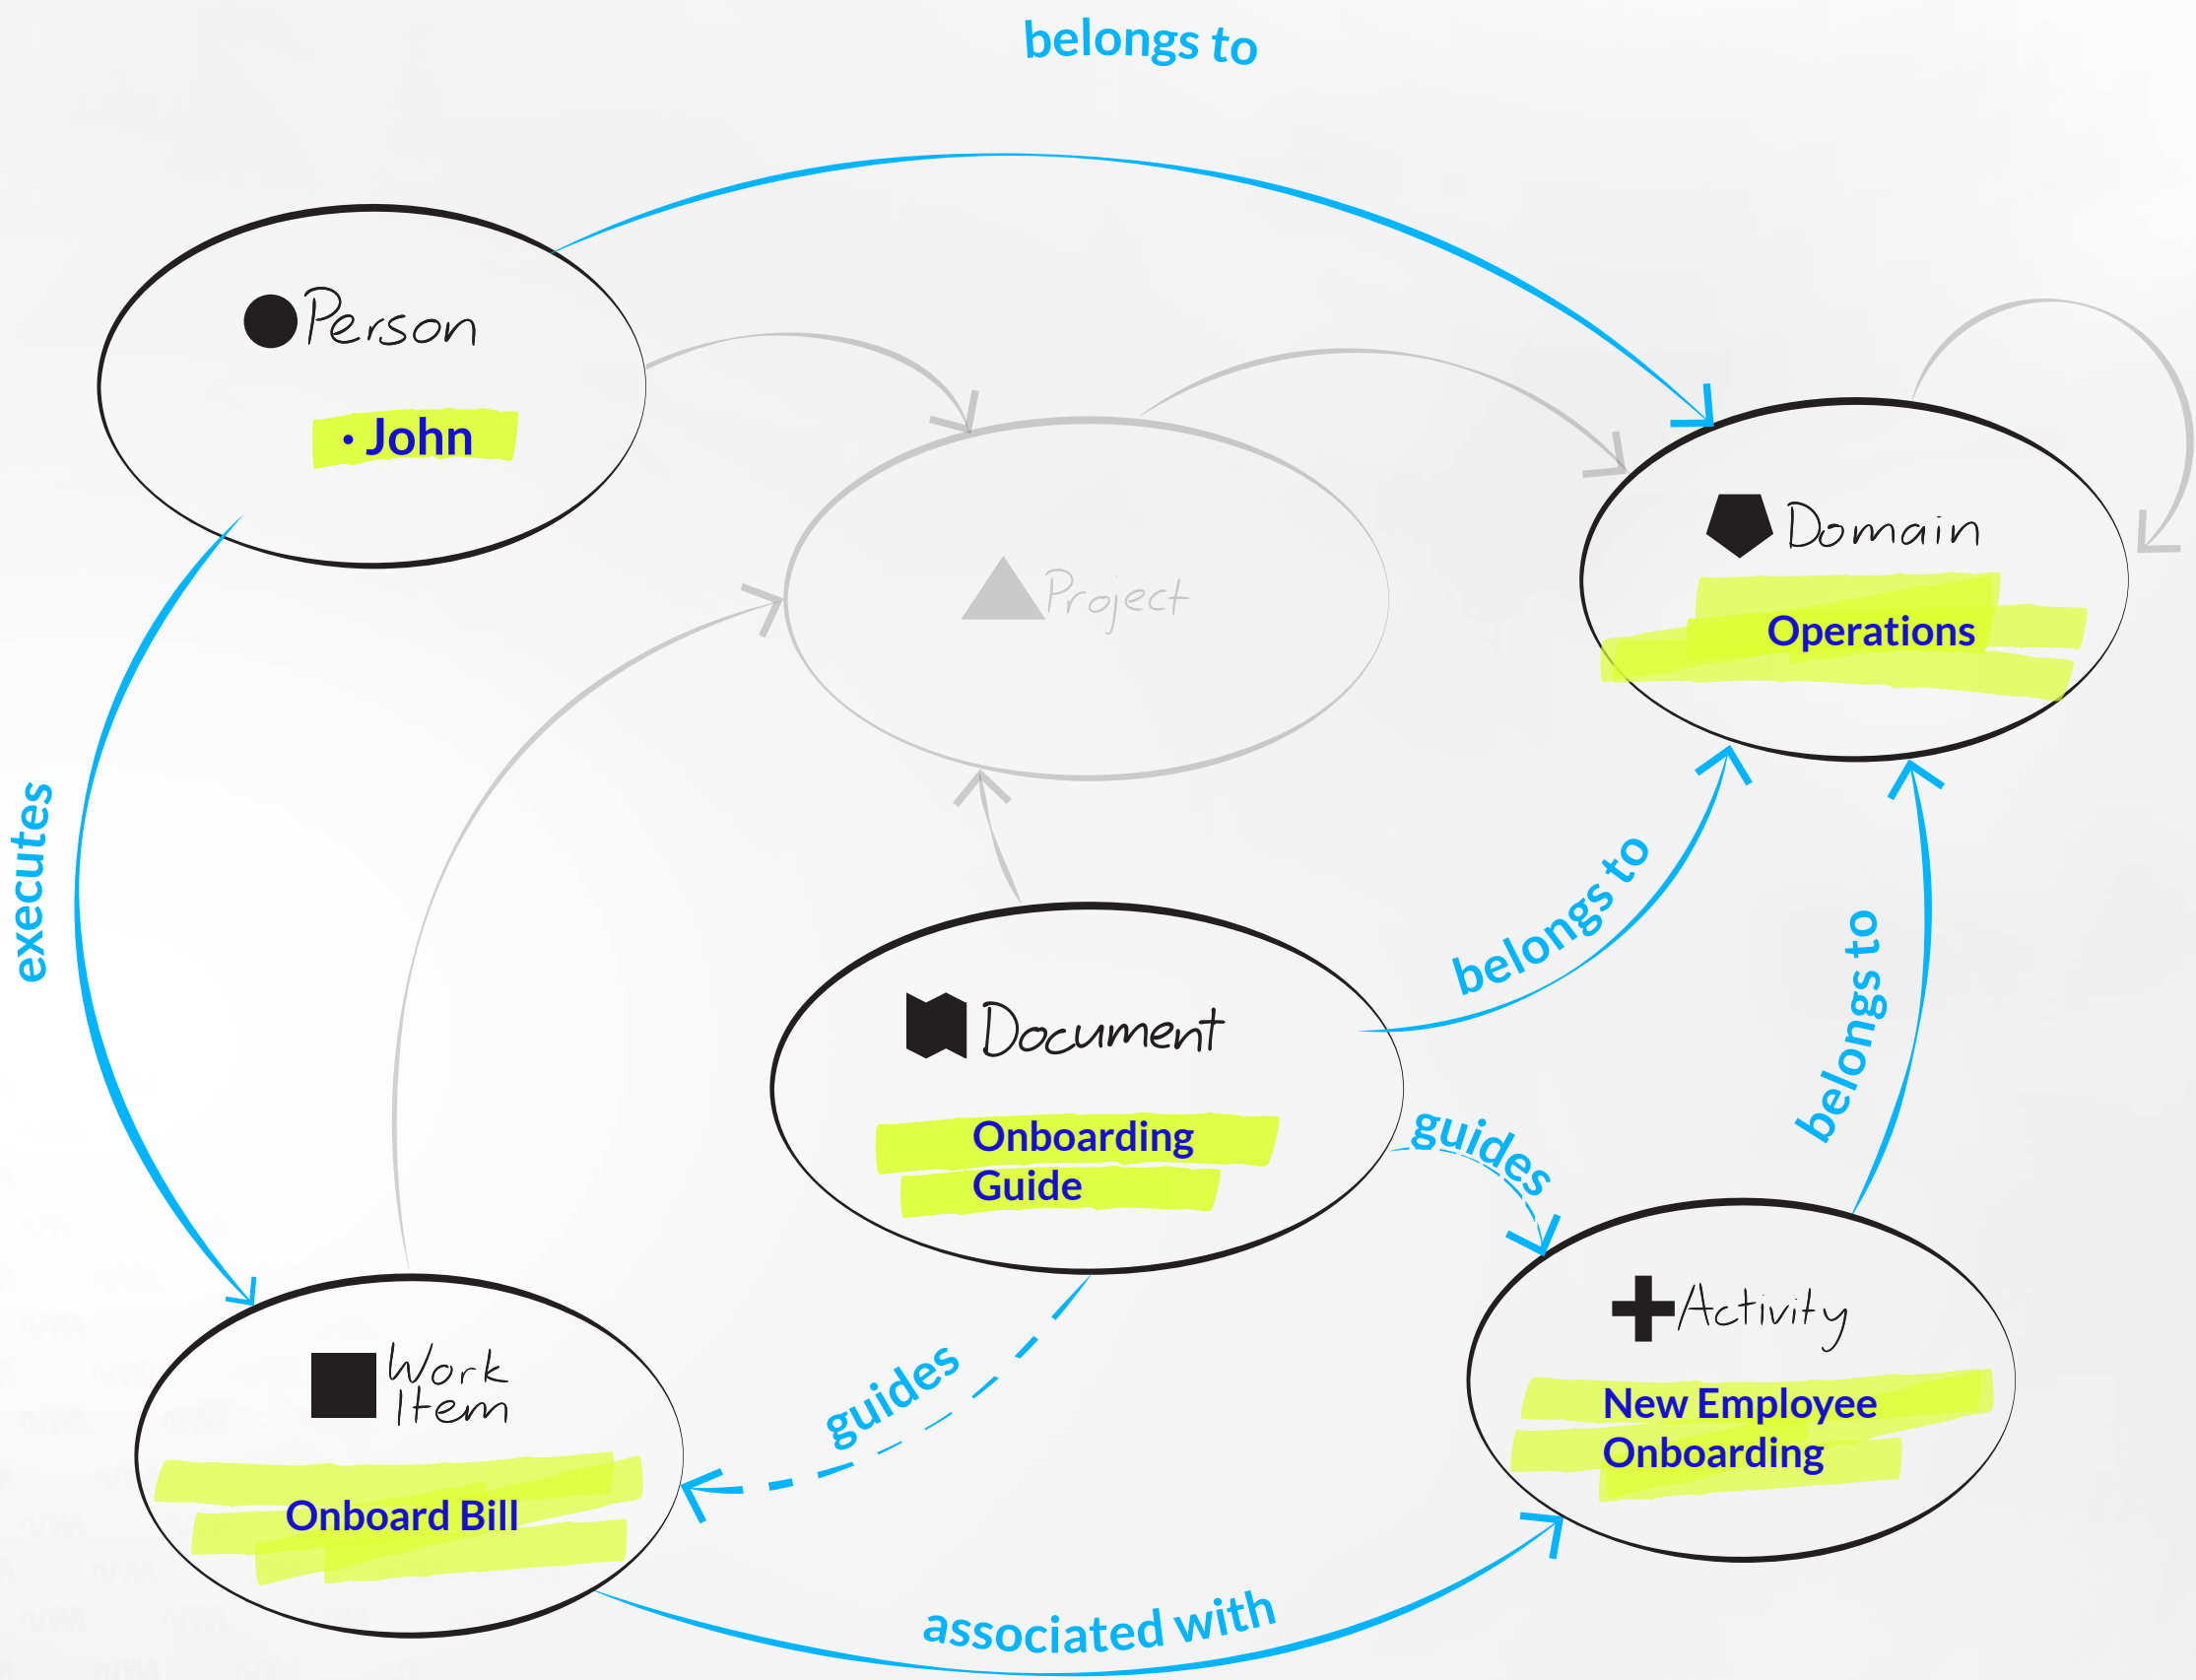 belongs to
Person
• John
Project
Domain
Operations
executes
Document
Onboarding
Guide
belongs to
belongs to
guides
guides
Activity
New Employee
Onboarding
Work
Item
Onboard Bill
associated with